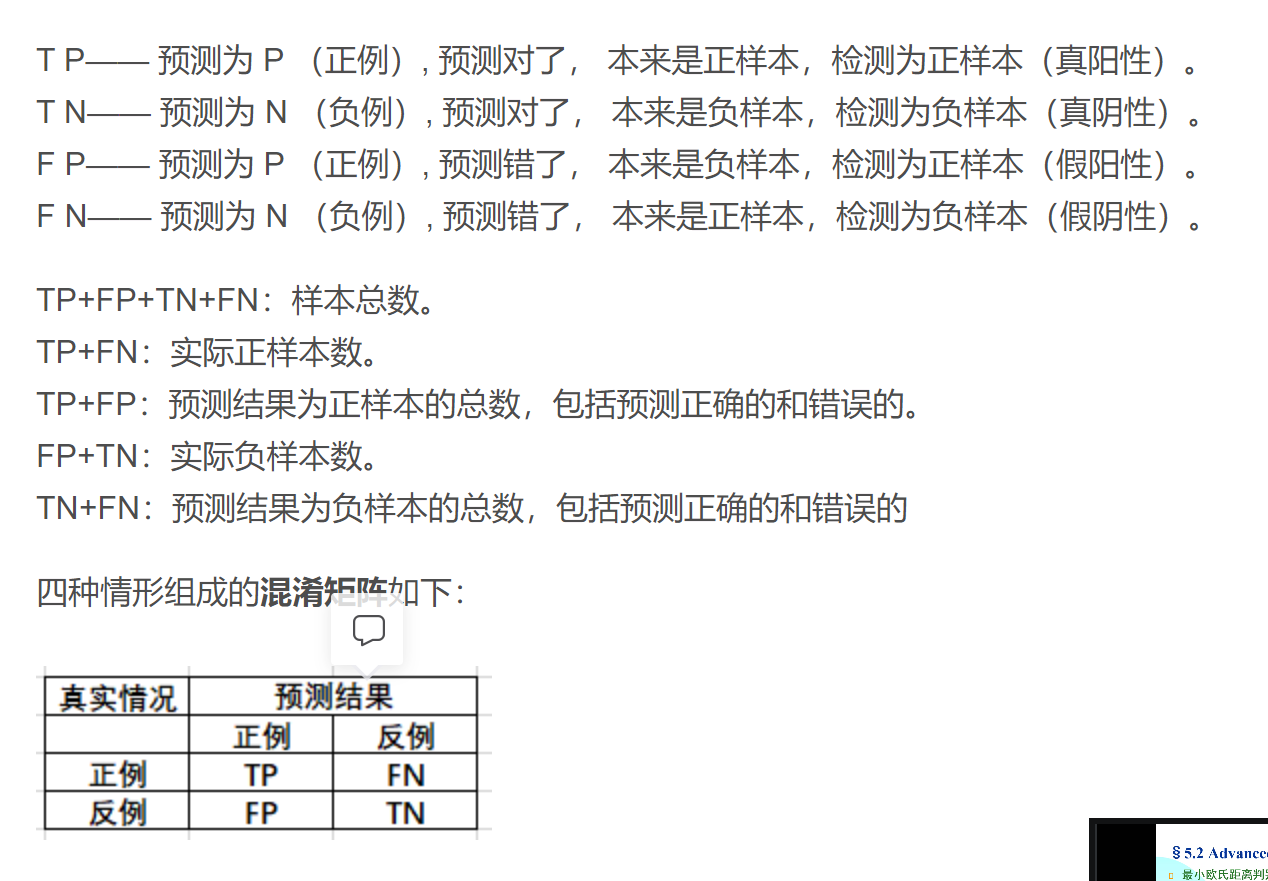 T P—— 预测为 P （正例）, 预测对了， 本来是正样本，检测为正样本（真阳性）。
T N—— 预测为 N （负例）, 预测对了， 本来是负样本，检测为负样本（真阴性）。
F P—— 预测为 P （正例）, 预测错了， 本来是负样本，检测为正样本（假阳性）。
F N—— 预测为 N （负例）, 预测错了， 本来是正样本，检测为负样本（假阴性）。
TP+FP+TN+FN：样本总数。
TP+FN：实际正样本数。
TP+FP：预测结果为正样本的总数，包括预测正确的和错误的。
FP+TN：实际负样本数。
TN+FN：预测结果为负样本的总数，包括预测正确的和错误的
四种情形组成的混淆矩阵如下：
真实情况 预测结果
正例 反例
正例 TP FN
反例 FP TN
§5.2 Advance
最小欧氏距离判